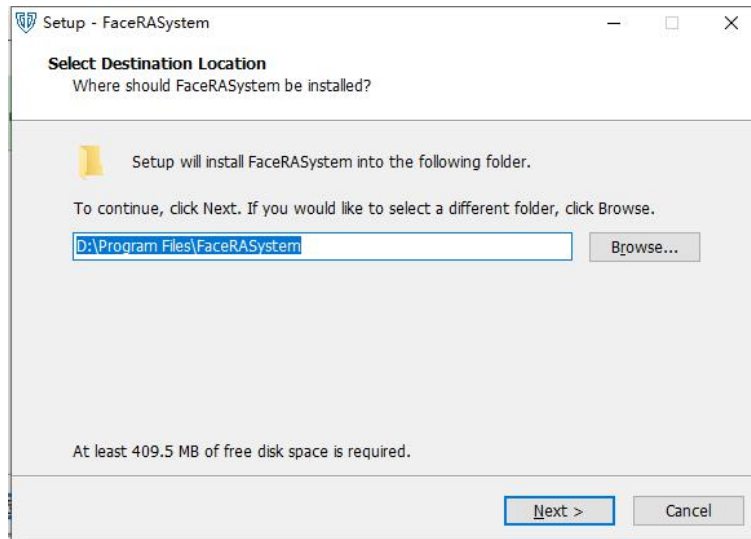 Setup - FaceRASystem
Select Destination Location
Where should FaceRASystem be installed?
Setup will install FaceRASystem into the following folder.
To continue, click Next. If you would like to select a different folder, click Browse.
D:\Program Files\FaceRASystem
Browse...
At least 409.5 MB of free disk space is required.
Next >
Cancel